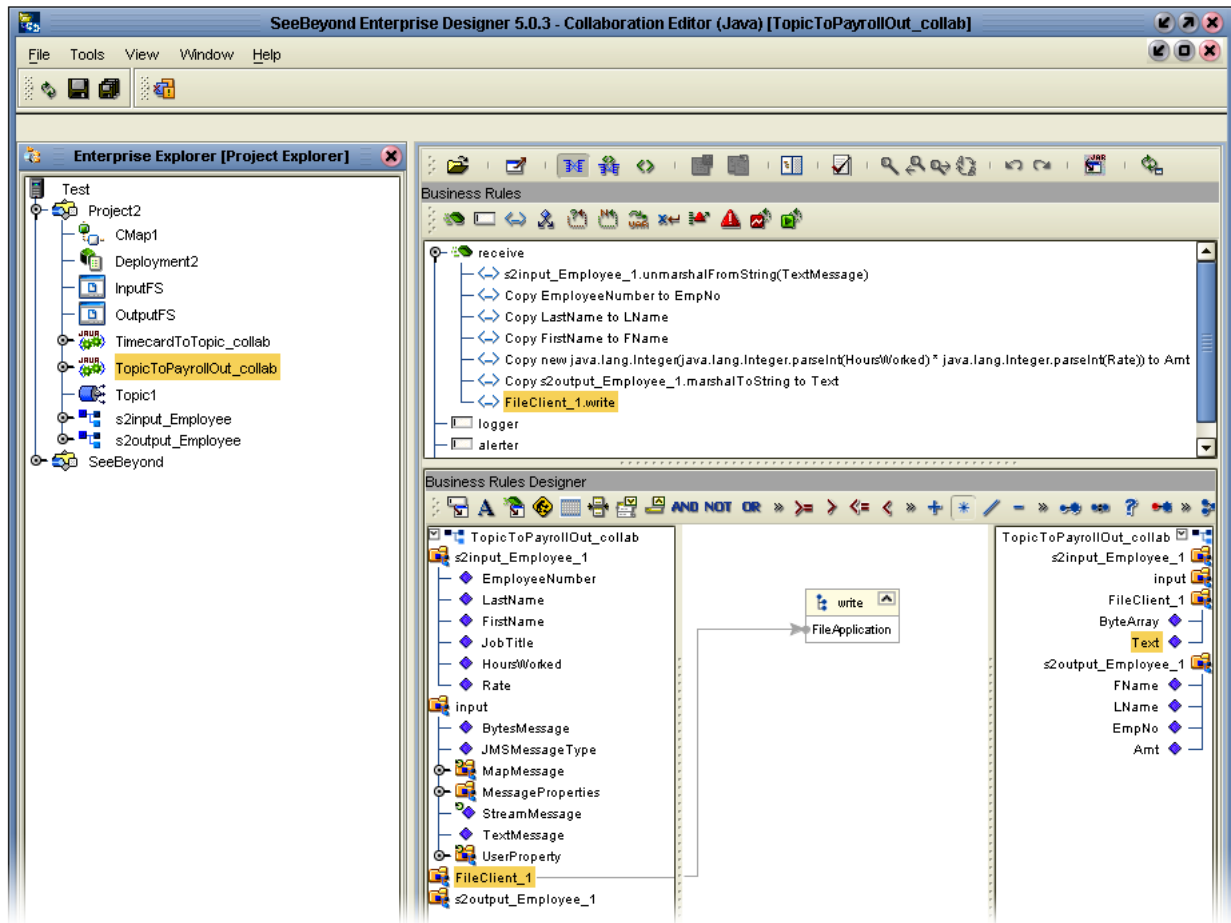 SeeBeyond Enterprise Designer 5.0.3 - Collaboration Editor (Java) [TopicToPayrollOut_collab]
File Tools View Window Help
Enterprise Explorer [Project Explorer]
Test
Project2
CMap1
Deployment2
InputFS
OutputFS
JAVA TimecardToTopic_collab
JAVA TopicToPayrollOut_collab
Topic1
s2input_Employee
s2output_Employee
SeeBeyond
JAR
Business Rules
receive
s2input_Employee_1.unmarshalFromString(TextMessage)
Copy EmployeeNumber to EmpNo
Copy LastName to LName
Copy FirstName to FName
Copy new java.lang.Integer(java.lang.Integer.parseInt(HoursWorked) * java.lang.Integer.parseInt(Rate)) to Amt
Copy s2output_Employee_1.marshalToString to Text
FileClient_1.write
logger
alerter
Business Rules Designer
A AND NOT OR » >= > <= < » + * / - » ? »
TopicToPayrollOut_collab
s2input_Employee_1
EmployeeNumber
LastName
FirstName
JobTitle
HoursWorked
Rate
input
BytesMessage
JMSMessageType
MapMessage
MessageProperties
StreamMessage
TextMessage
UserProperty
FileClient_1
s2output_Employee_1
write
FileApplication
TopicToPayrollOut_collab
s2input_Employee_1
input
FileClient_1
ByteArray
Text
s2output_Employee_1
FName
LName
EmpNo
Amt